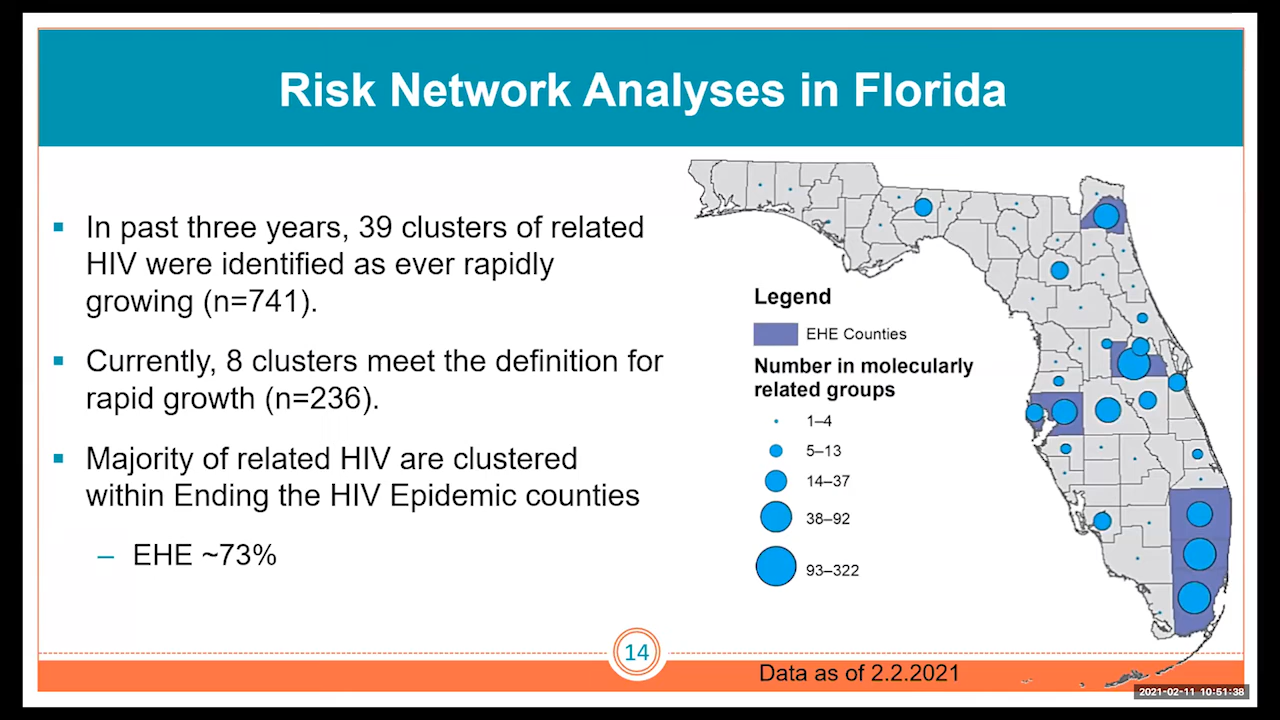 Risk Network Analyses in Florida
▪ In past three years, 39 clusters of related
HIV were identified as ever rapidly
growing (n=741).
▪ Currently, 8 clusters meet the definition for
rapid growth (n=236).
▪ Majority of related HIV are clustered
within Ending the HIV Epidemic counties
– EHE ~73%
Legend
EHE Counties
Number in molecularly
related groups
1–4
5–13
14–37
38–92
93–322
14
Data as of 2.2.2021
2021-02-11 10:51:38